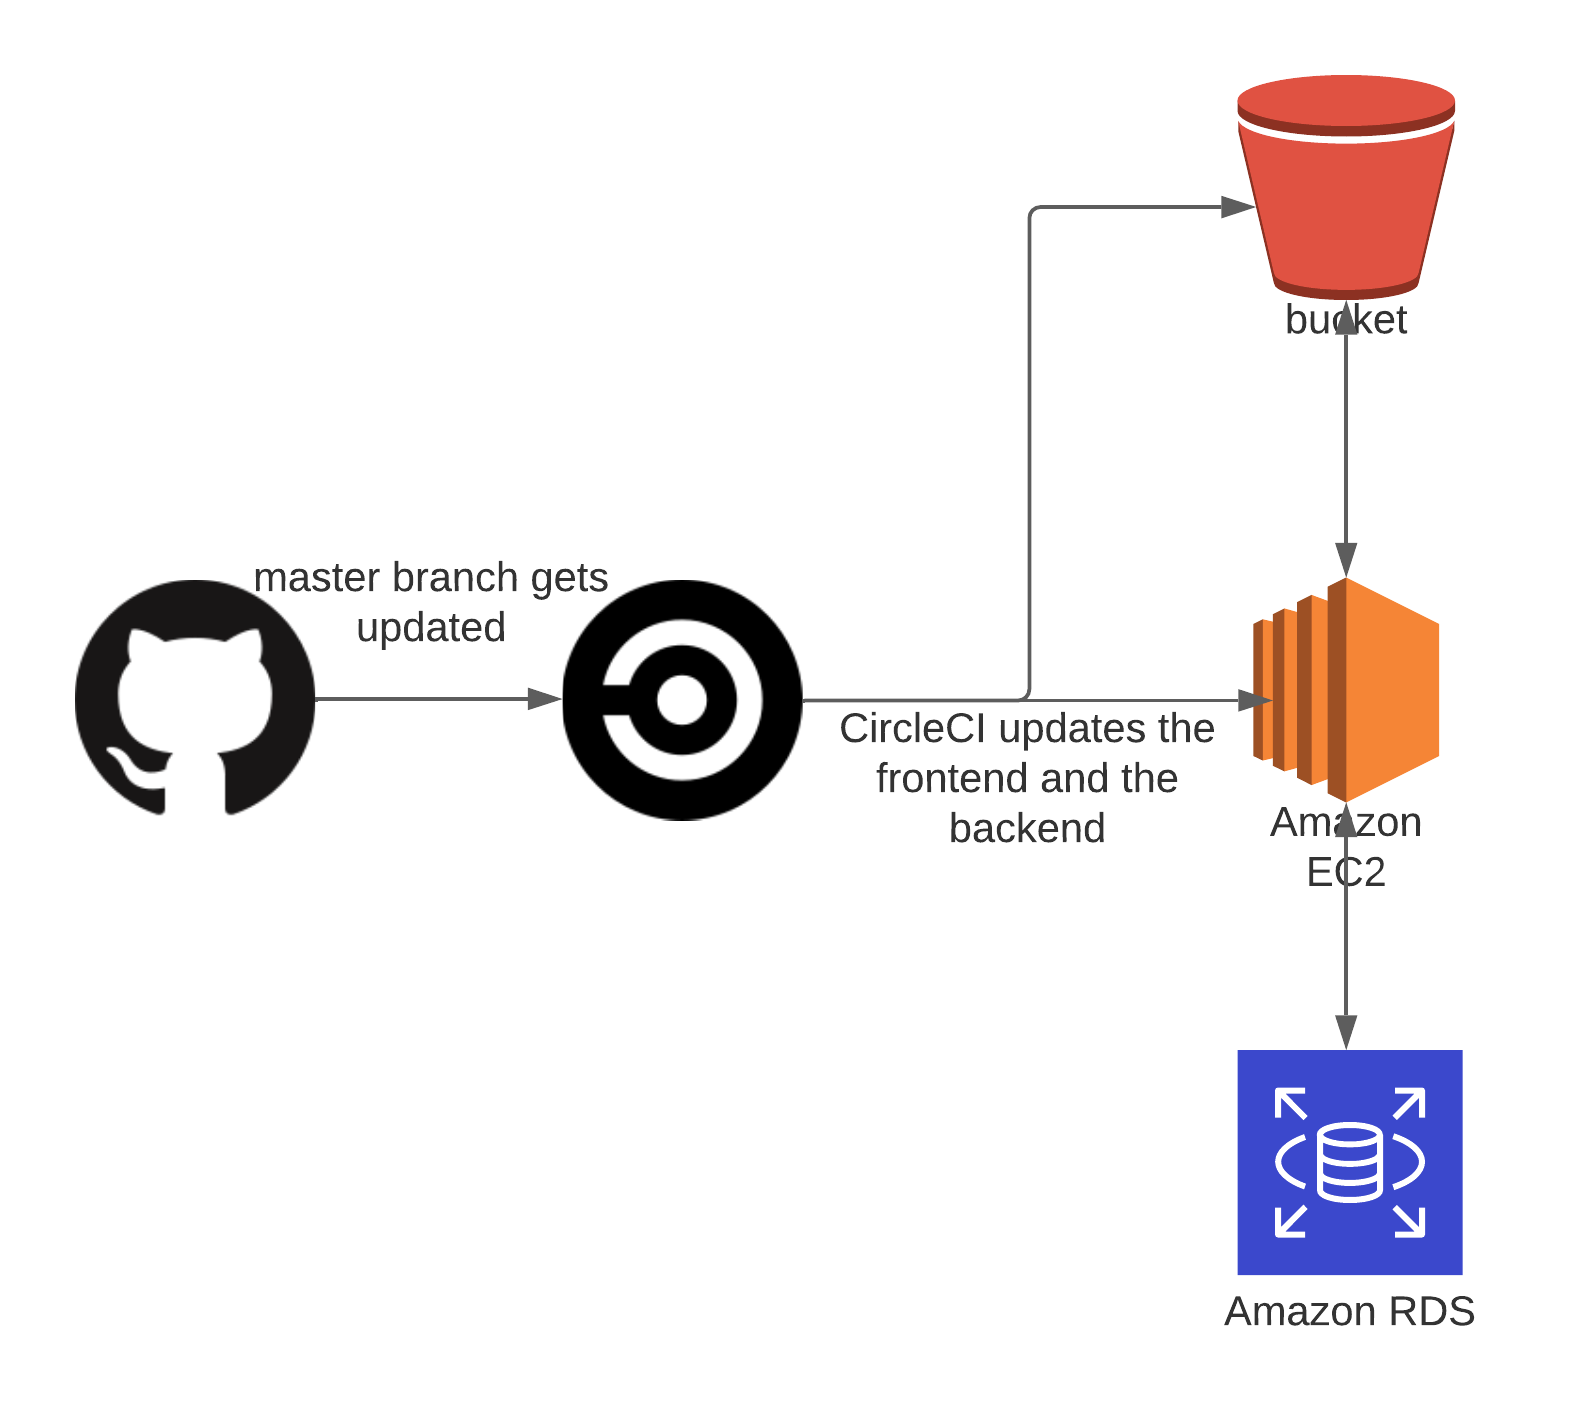 bucket
master branch gets
updated
CircleCI updates the
frontend and the
backend
Amazon
EC2
Amazon RDS